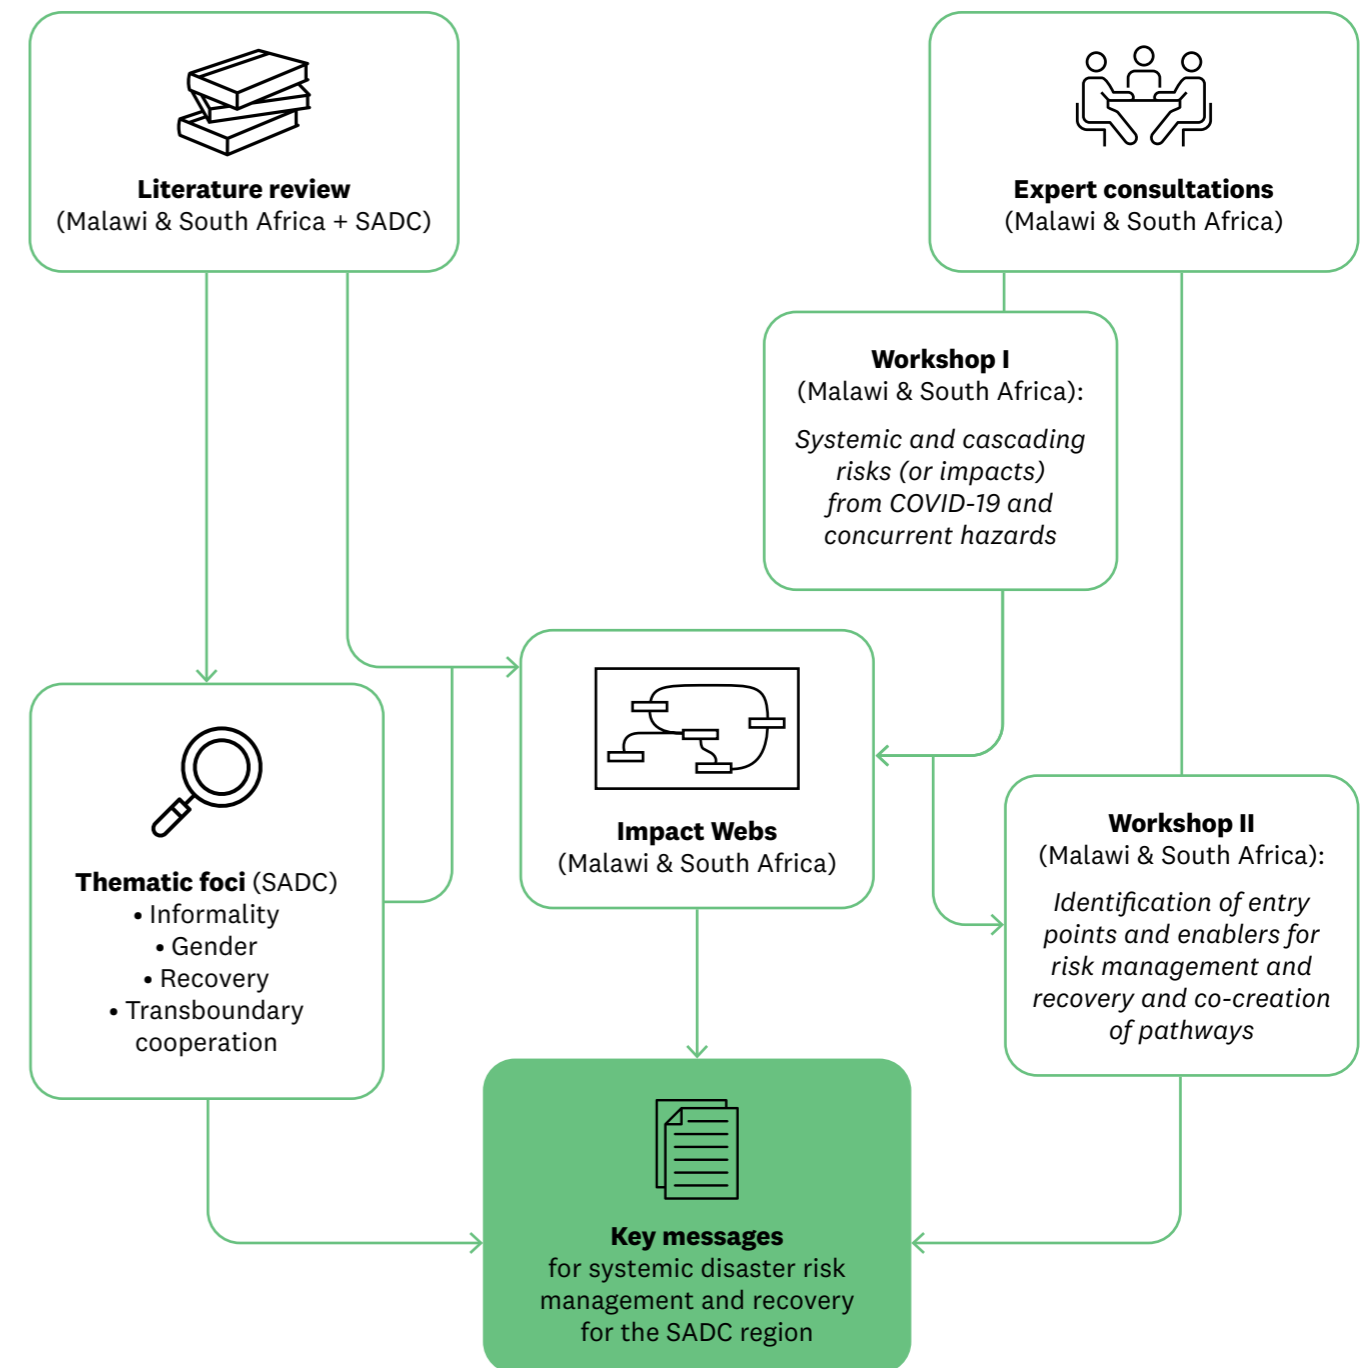 Literature review
(Malawi & South Africa + SADC)
Expert consultations
(Malawi & South Africa)
Workshop I
(Malawi & South Africa):
Systemic and cascading
risks (or impacts)
from COVID-19 and
concurrent hazards
Impact Webs
(Malawi & South Africa)
Thematic foci (SADC)
• Informality
• Gender
• Recovery
• Transboundary
cooperation
Workshop II
(Malawi & South Africa):
Identification of entry
points and enablers for
risk management and
recovery and co-creation
of pathways
Key messages
for systemic disaster risk
management and recovery
for the SADC region